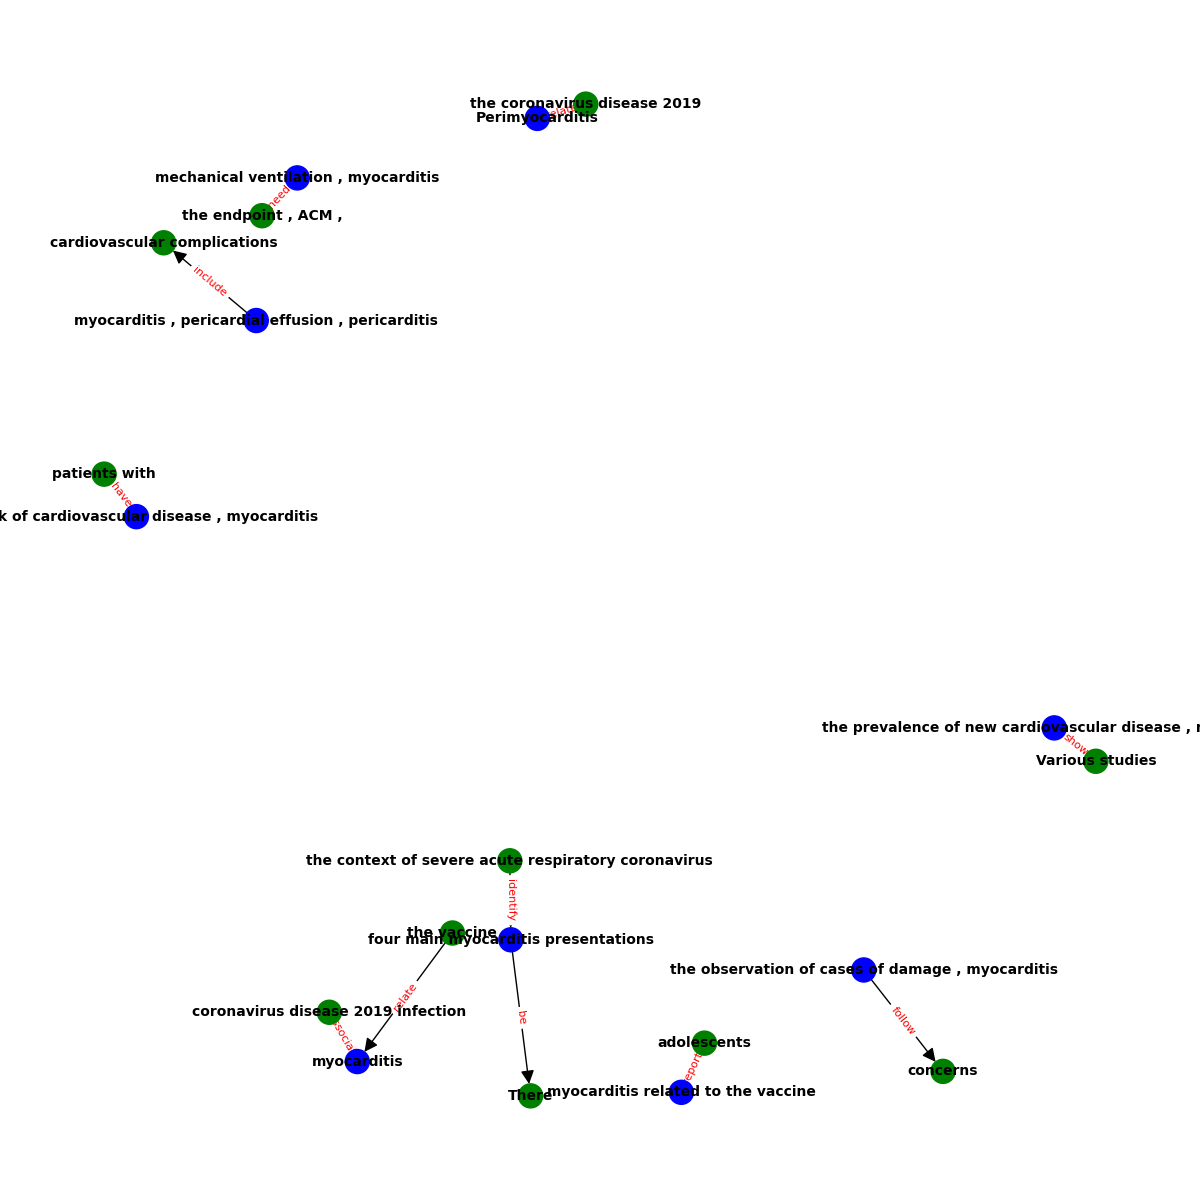 the coronavirus disease 2019
Perimyocarditis
mechanical ventilation , myocarditis
need
the endpoint , ACM ,
cardiovascular complications
include
myocarditis , pericardial effusion , pericarditis
patients with
have
of cardiovascular disease , myocarditis
the prevalence of new cardiovascular disease ,
show
Various studies
the context of severe acute respiratory coronavirus
identify
the vaccine
four main myocarditis presentations
the observation of cases of damage , myocarditis
relate
coronavirus disease 2019 infection
be
follow
adolescents
myocarditis
concerns
myocarditis related to the vaccine
There